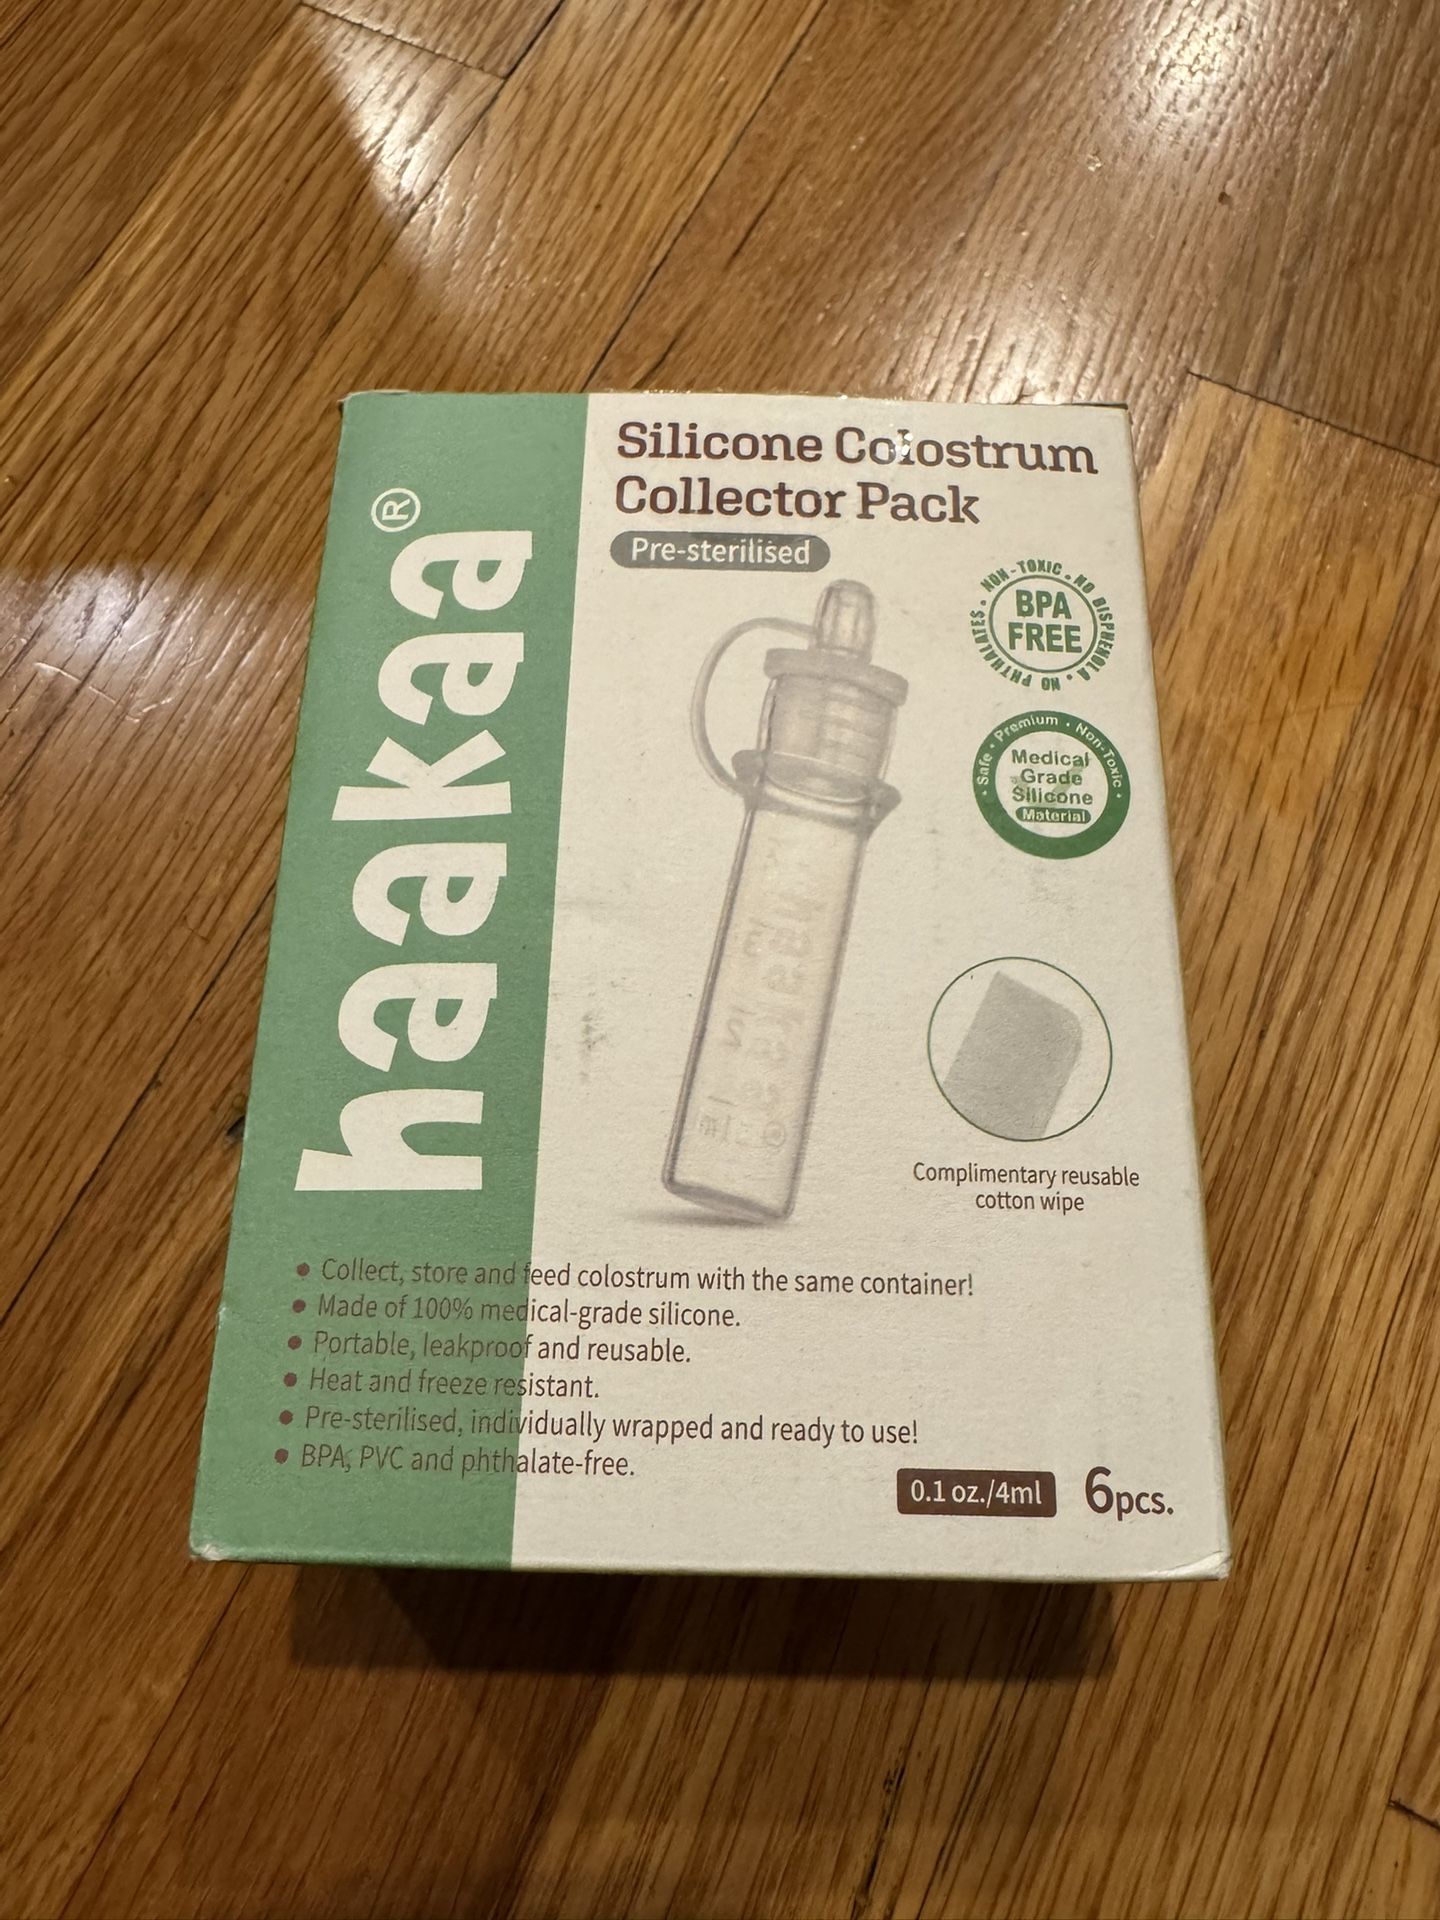 haakaa®
Silicone Colostrum
Collector Pack
Pre-sterilised
NON-TOXIC • NO BISPHENOL A • NO PHTHALATES •
BPA
FREE
• Safe • Premium • Non-Toxic •
Medical
Grade
Silicone
Material
Complimentary reusable
cotton wipe
• Collect, store and feed colostrum with the same container!
• Made of 100% medical-grade silicone.
• Portable, leakproof and reusable.
• Heat and freeze resistant.
• Pre-sterilised, individually wrapped and ready to use!
• BPA, PVC and phthalate-free.
0.1 oz./4ml
6pcs.